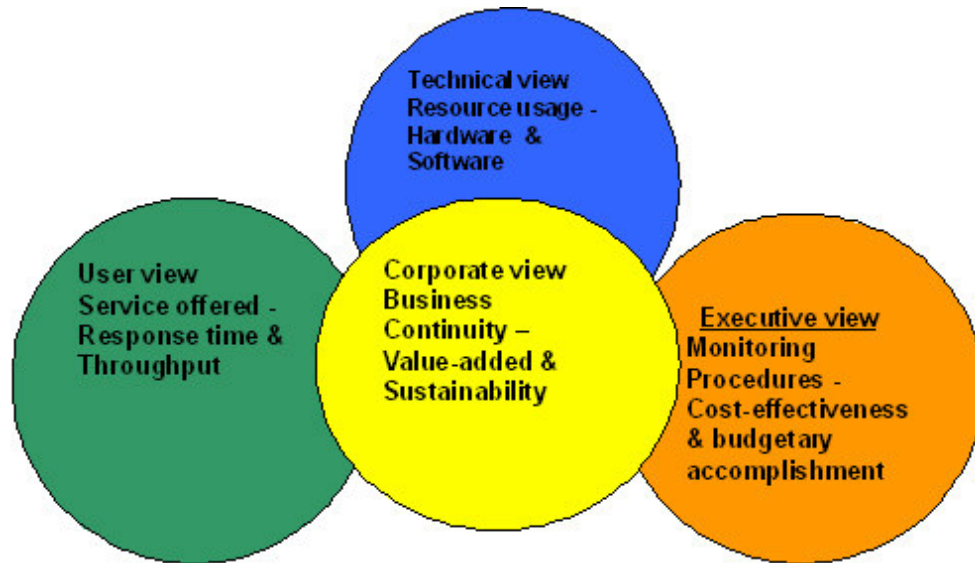 Technical view
Resource usage -
Hardware &
Software
User view
Service offered -
Response time &
Throughput
Corporate view
Business
Continuity –
Value-added &
Sustainability
Executive view
Monitoring
Procedures -
Cost-effectiveness
& budgetary
accomplishment